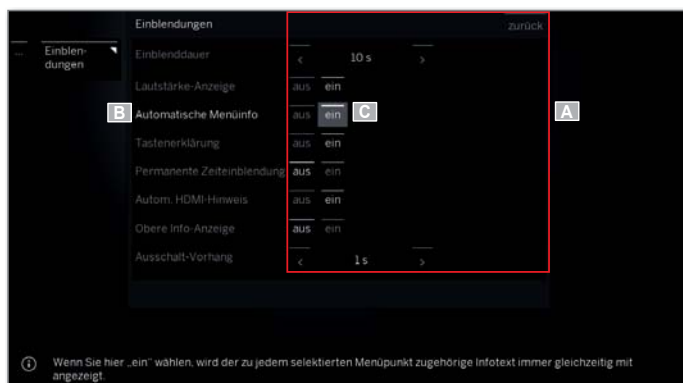 Einblendungen
zurück
... Einblen-
dungen
Einblenddauer < 10 s >
Lautstärke-Anzeige aus ein
B Automatische Menüinfo aus ein C A
Tastenerklärung aus ein
Permanente Zeiteinblendung aus ein
Autom. HDMI-Hinweis aus ein
Obere Info-Anzeige aus ein
Ausschalt-Vorhang < 1 s >
Wenn Sie hier „ein“ wählen, wird der zu jedem selektierten Menüpunkt zugehörige Infotext immer gleichzeitig mit
angezeigt.